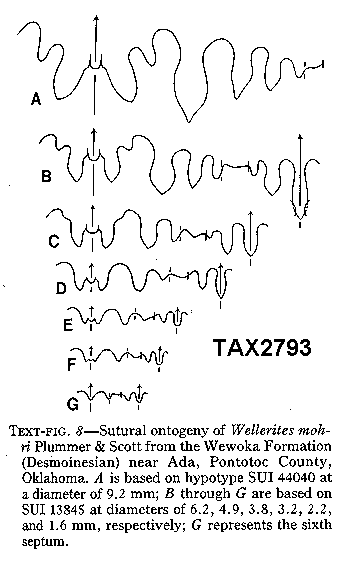 A
B
C
D
E
F
G
TAX2793
TEXT-FIG. 8—Sutural ontogeny of Wellerites moh-
ri Plummer & Scott from the Wewoka Formation
(Desmoinesian) near Ada, Pontotoc County,
Oklahoma. A is based on hypotype SUI 44040 at
a diameter of 9.2 mm; B through G are based on
SUI 13845 at diameters of 6.2, 4.9, 3.8, 3.2, 2.2,
and 1.6 mm, respectively; G represents the sixth
septum.